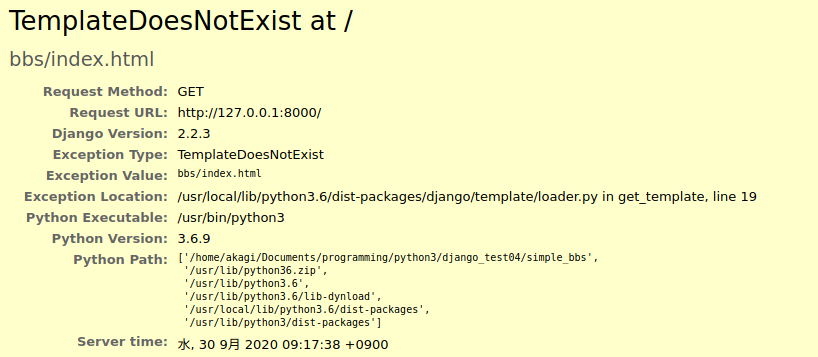 TemplateDoesNotExist at /
bbs/index.html
Request Method: GET
Request URL: http://127.0.0.1:8000/
Django Version: 2.2.3
Exception Type: TemplateDoesNotExist
Exception Value: bbs/index.html
Exception Location: /usr/local/lib/python3.6/dist-packages/django/template/loader.py in get_template, line 19
Python Executable: /usr/bin/python3
Python Version: 3.6.9
Python Path: ['/home/akagi/Documents/programming/python3/django_test04/simple_bbs',
'/usr/lib/python36.zip',
'/usr/lib/python3.6',
'/usr/lib/python3.6/lib-dynload',
'/usr/local/lib/python3.6/dist-packages',
'/usr/lib/python3/dist-packages']
Server time: 水, 30 9月 2020 09:17:38 +0900